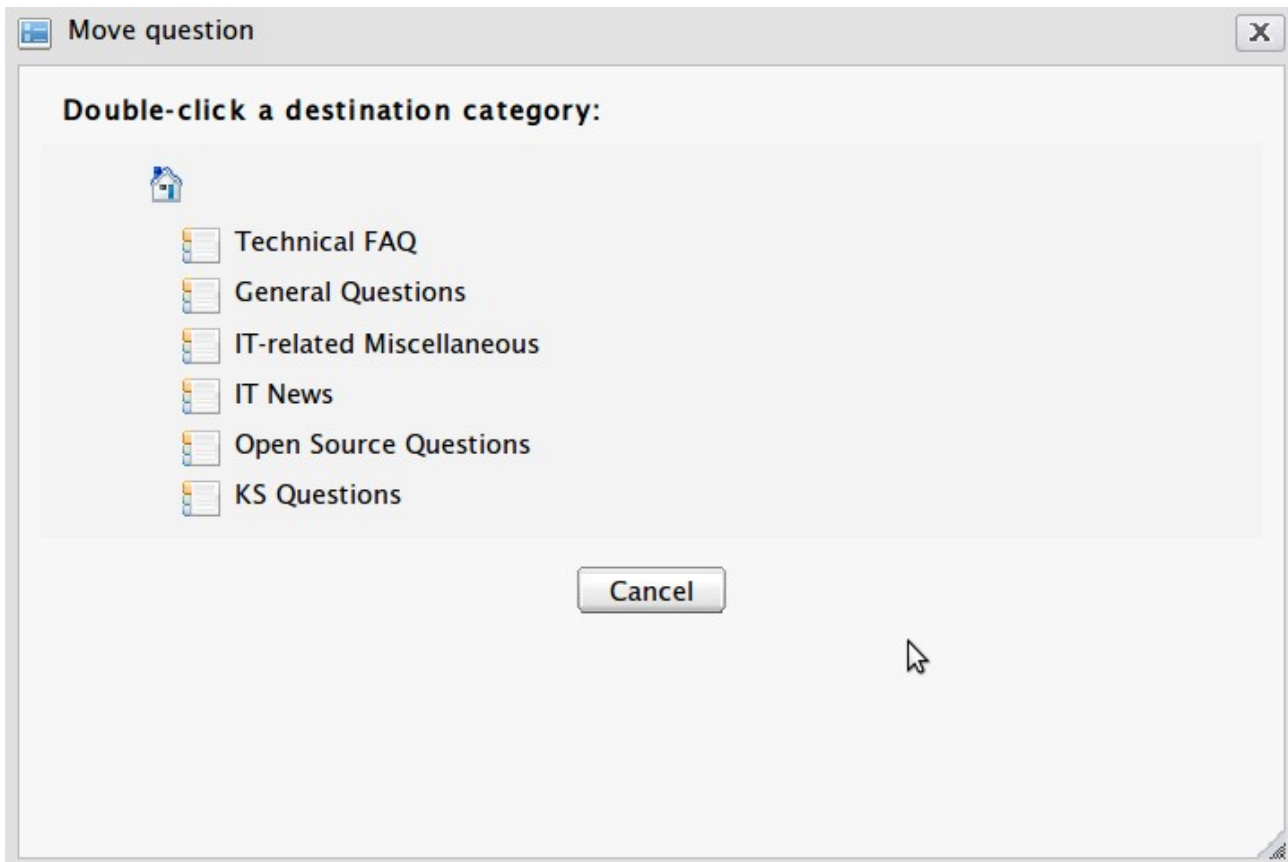 Move question
X
Double-click a destination category:
Technical FAQ
General Questions
IT-related Miscellaneous
IT News
Open Source Questions
KS Questions
Cancel